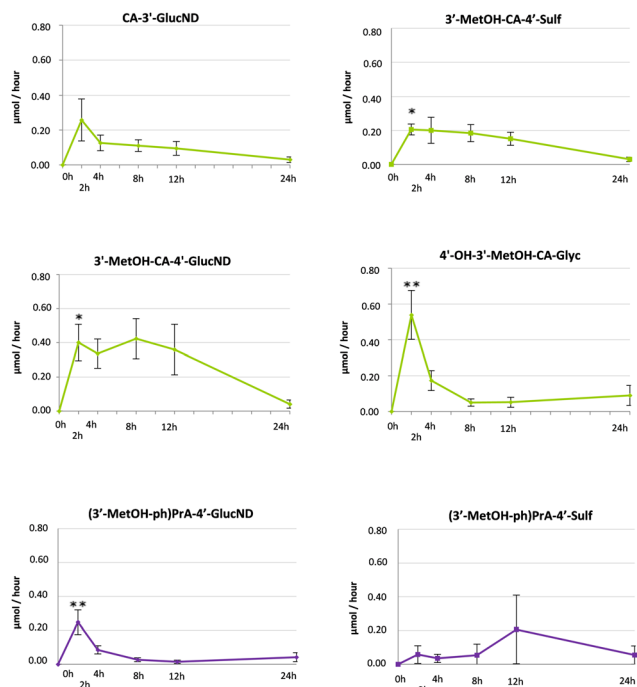 CA-3'-GlucND
µmol / hour
0.80
0.60
0.40
0.20
0.00
0h
2h
4h
8h
12h
24h
3′-MetOH-CA-4′-Sulf
µmol / hour
0.80
0.60
0.40
0.20
0.00
*
0h
2h
4h
8h
12h
24h
3'-MetOH-CA-4'-GlucND
µmol / hour
0.80
0.60
0.40
0.20
0.00
*
0h
2h
4h
8h
12h
24h
4'-OH-3'-MetOH-CA-Glyc
µmol / hour
0.80
0.60
0.40
0.20
0.00
**
0h
2h
4h
8h
12h
24h
(3′-MetOH-ph)PrA-4′-GlucND
µmol / hour
0.80
0.60
0.40
0.20
0.00
**
0h
2h
4h
8h
12h
24h
(3′-MetOH-ph)PrA-4′-Sulf
µmol / hour
0.80
0.60
0.40
0.20
0.00
0h
4h
8h
12h
24h